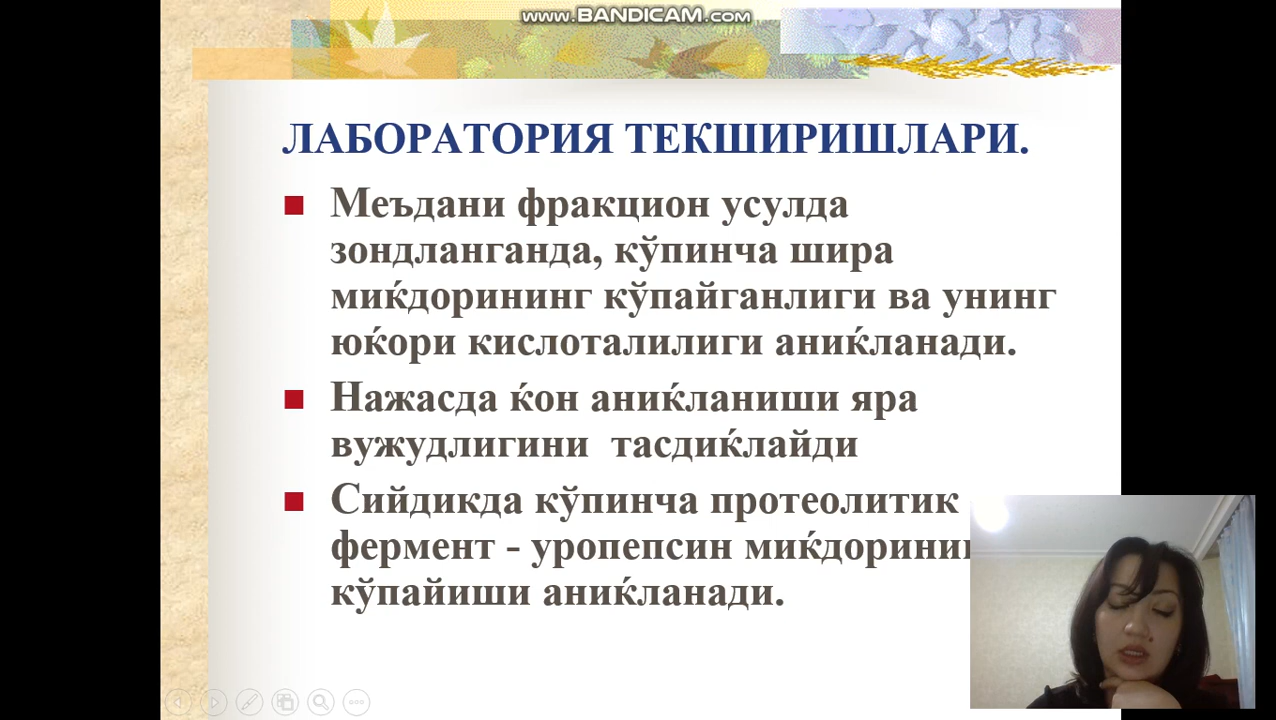 www.BANDICAM.com
ЛАБОРАТОРИЯ ТЕКШИРИШЛАРИ.
Меъдани фракцион усулда
зондланганда, кўпинча шира
миќдорининг кўпайганлиги ва унинг
юќори кислоталилиги аниќланади.
Нажасда ќон аниќланиши яра
вужудлигини тасдиќлайди
Сийдикда кўпинча протеолитик
фермент - уропепсин
кўпайиши аниќланади.